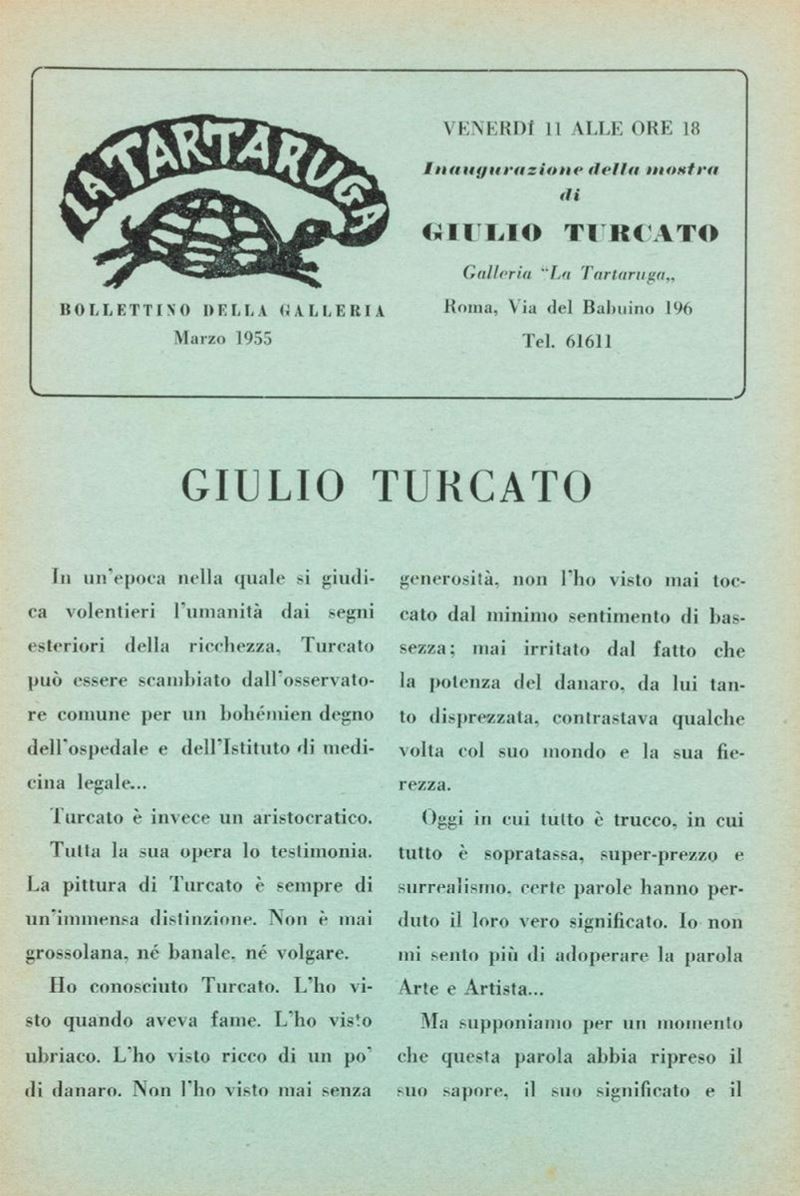 LA TARTARUGA
BOLLETTINO DELLA GALLERIA
Marzo 1955
VENERDÍ 11 ALLE ORE 18
Inaugurazione della mostra
di
GIULIO TURCATO
Galleria “La Tartaruga„
Roma, Via del Babuino 196
Tel. 61611
GIULIO TURCATO
In un'epoca nella quale si giudi-
ca volentieri l'umanità dai segni
esteriori della ricchezza, Turcato
può essere scambiato dall'osservato-
re comune per un bohémien degno
dell'ospedale e dell'Istituto di medi-
cina legale...
Turcato è invece un aristocratico.
Tutta la sua opera lo testimonia.
La pittura di Turcato è sempre di
un'immensa distinzione. Non è mai
grossolana, né banale, né volgare.
Ho conosciuto Turcato. L'ho vi-
sto quando aveva fame. L'ho visto
ubriaco. L'ho visto ricco di un po'
di danaro. Non l'ho visto mai senza
generosità, non l'ho visto mai toc-
cato dal minimo sentimento di bas-
sezza; mai irritato dal fatto che
la potenza del danaro, da lui tan-
to disprezzata, contrastava qualche
volta col suo mondo e la sua fie-
rezza.
Oggi in cui tutto è trucco, in cui
tutto è sopratassa, super-prezzo e
surrealismo, certe parole hanno per-
duto il loro vero significato. Io non
mi sento più di adoperare la parola
Arte e Artista...
Ma supponiamo per un momento
che questa parola abbia ripreso il
suo sapore, il suo significato e il